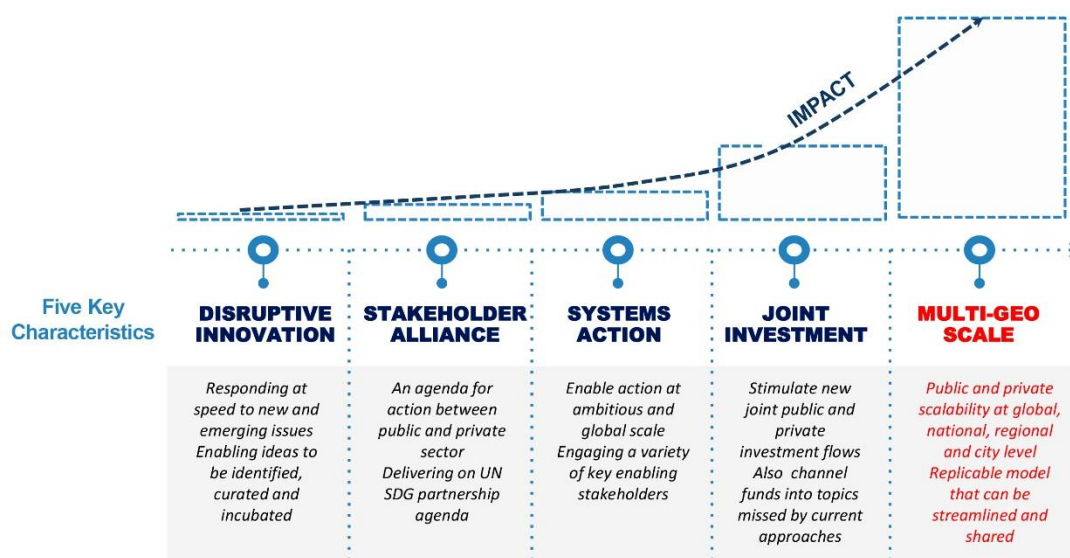 IMPACT
Five Key
Characteristics
DISRUPTIVE
INNOVATION
STAKEHOLDER
ALLIANCE
SYSTEMS
ACTION
JOINT
INVESTMENT
MULTI-GEO
SCALE
Responding at
speed to new and
emerging issues
Enabling ideas to
be identified,
curated and
incubated
An agenda for
action between
public and private
sector
Delivering on UN
SDG partnership
agenda
Enable action at
ambitious and
global scale
Engaging a variety
of key enabling
stakeholders
Stimulate new
joint public and
private
investment flows
Also channel
funds into topics
missed by current
approaches
Public and private
scalability at global,
national, regional
and city level
Replicable model
that can be
streamlined and
shared